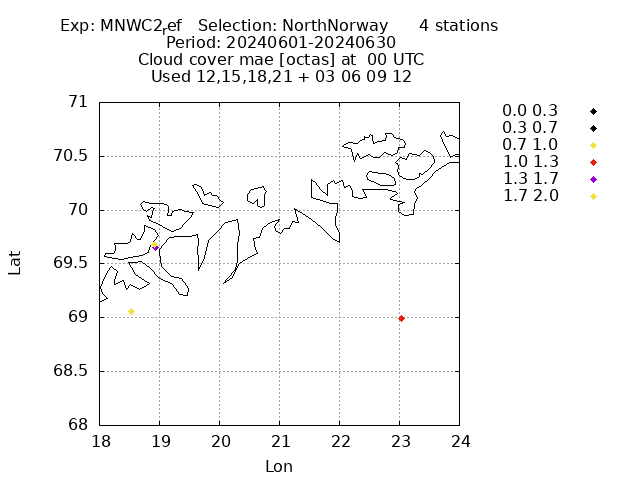 Exp: MNWC2ref   Selection: NorthNorway      4 stations
Period: 20240601-20240630
Cloud cover mae [octas] at  00 UTC
Used 12,15,18,21 + 03 06 09 12
71
70.5
70
69.5
69
68.5
68
18 19 20 21 22 23 24
Lat
Lon
0.0 0.3
0.3 0.7
0.7 1.0
1.0 1.3
1.3 1.7
1.7 2.0